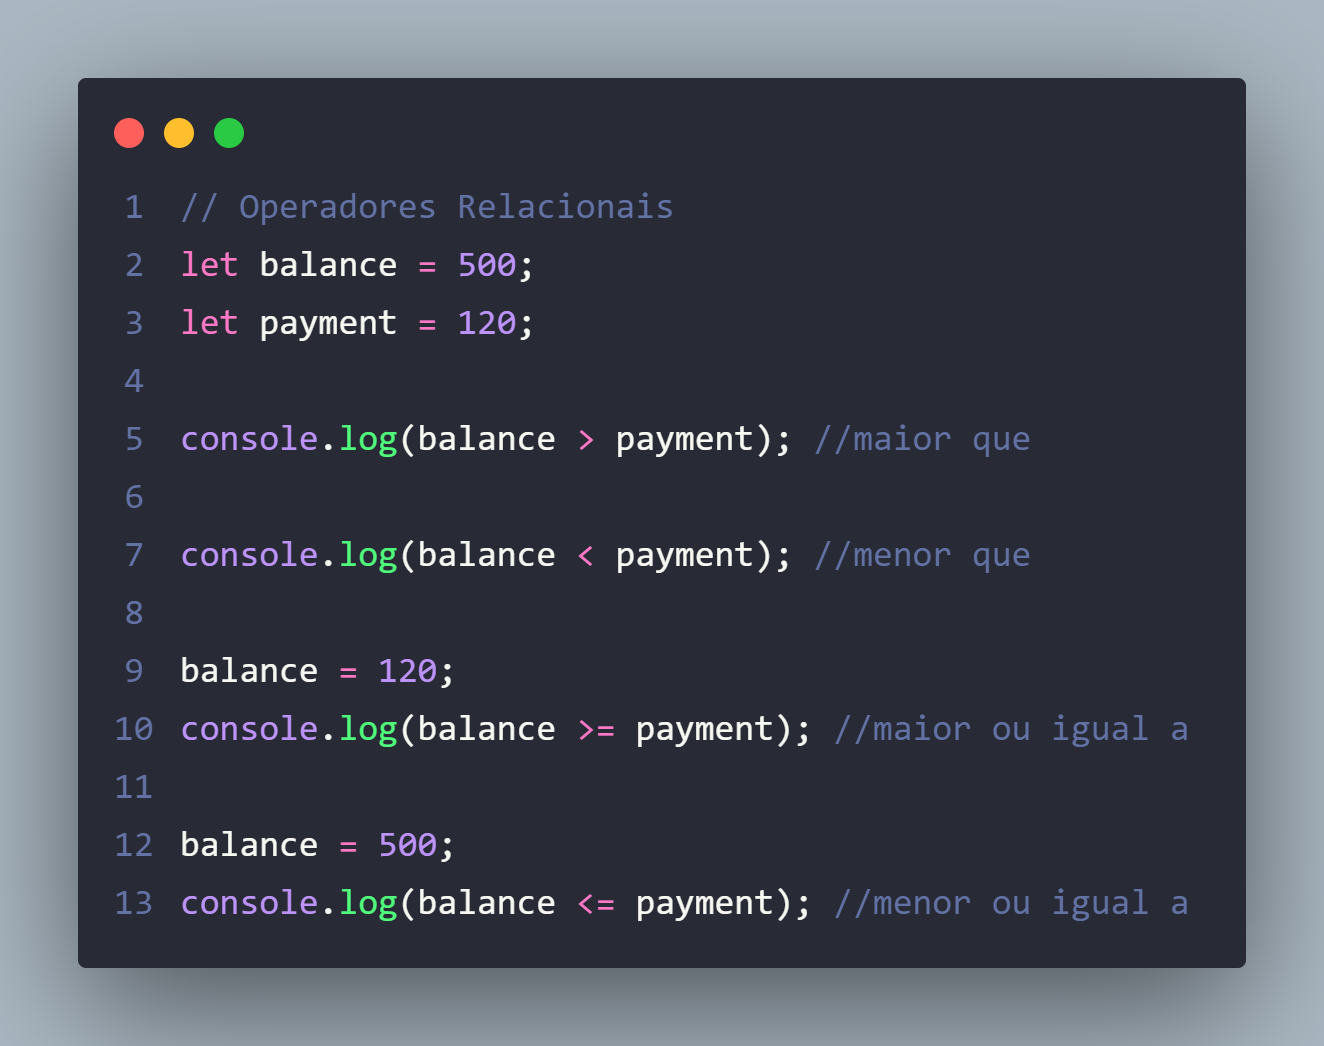 1 // Operadores Relacionais
2 let balance = 500;
3 let payment = 120;
4
5 console.log(balance > payment); //maior que
6
7 console.log(balance < payment); //menor que
8
9 balance = 120;
10 console.log(balance >= payment); //maior ou igual a
11
12 balance = 500;
13 console.log(balance <= payment); //menor ou igual a